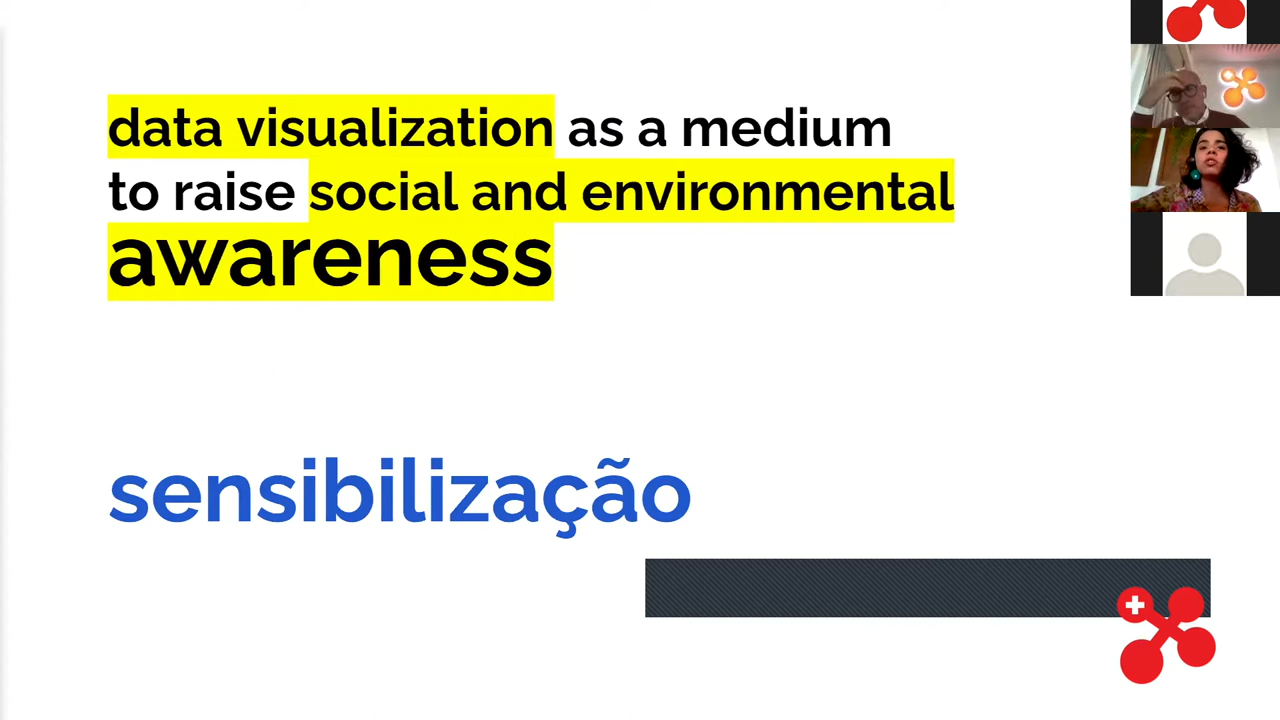 data visualization as a medium
to raise social and environmental
awareness
sensibilização